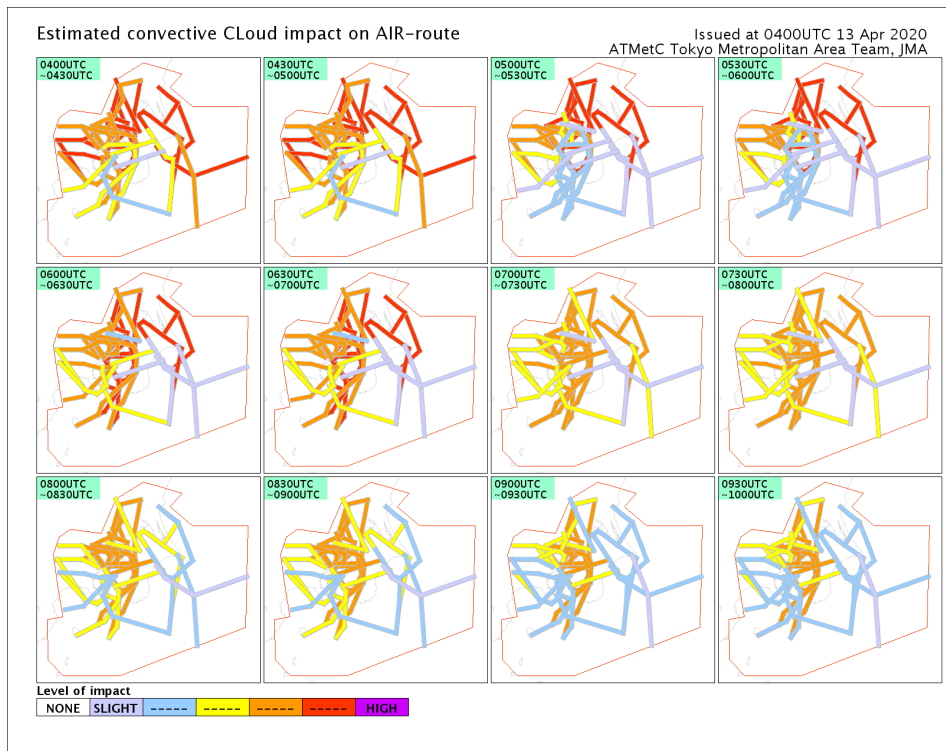 Estimated convective CLoud impact on AIR-route
Issued at 0400UTC 13 Apr 2020
ATMetC Tokyo Metropolitan Area Team, JMA
0400UTC
~0430UTC
0430UTC
~0500UTC
0500UTC
~0530UTC
0530UTC
~0600UTC
0600UTC
~0630UTC
0630UTC
~0700UTC
0700UTC
~0730UTC
0730UTC
~0800UTC
0800UTC
~0830UTC
0830UTC
~0900UTC
0900UTC
~0930UTC
0930UTC
~1000UTC
Level of impact
NONE SLIGHT ----- ----- ----- ----- HIGH